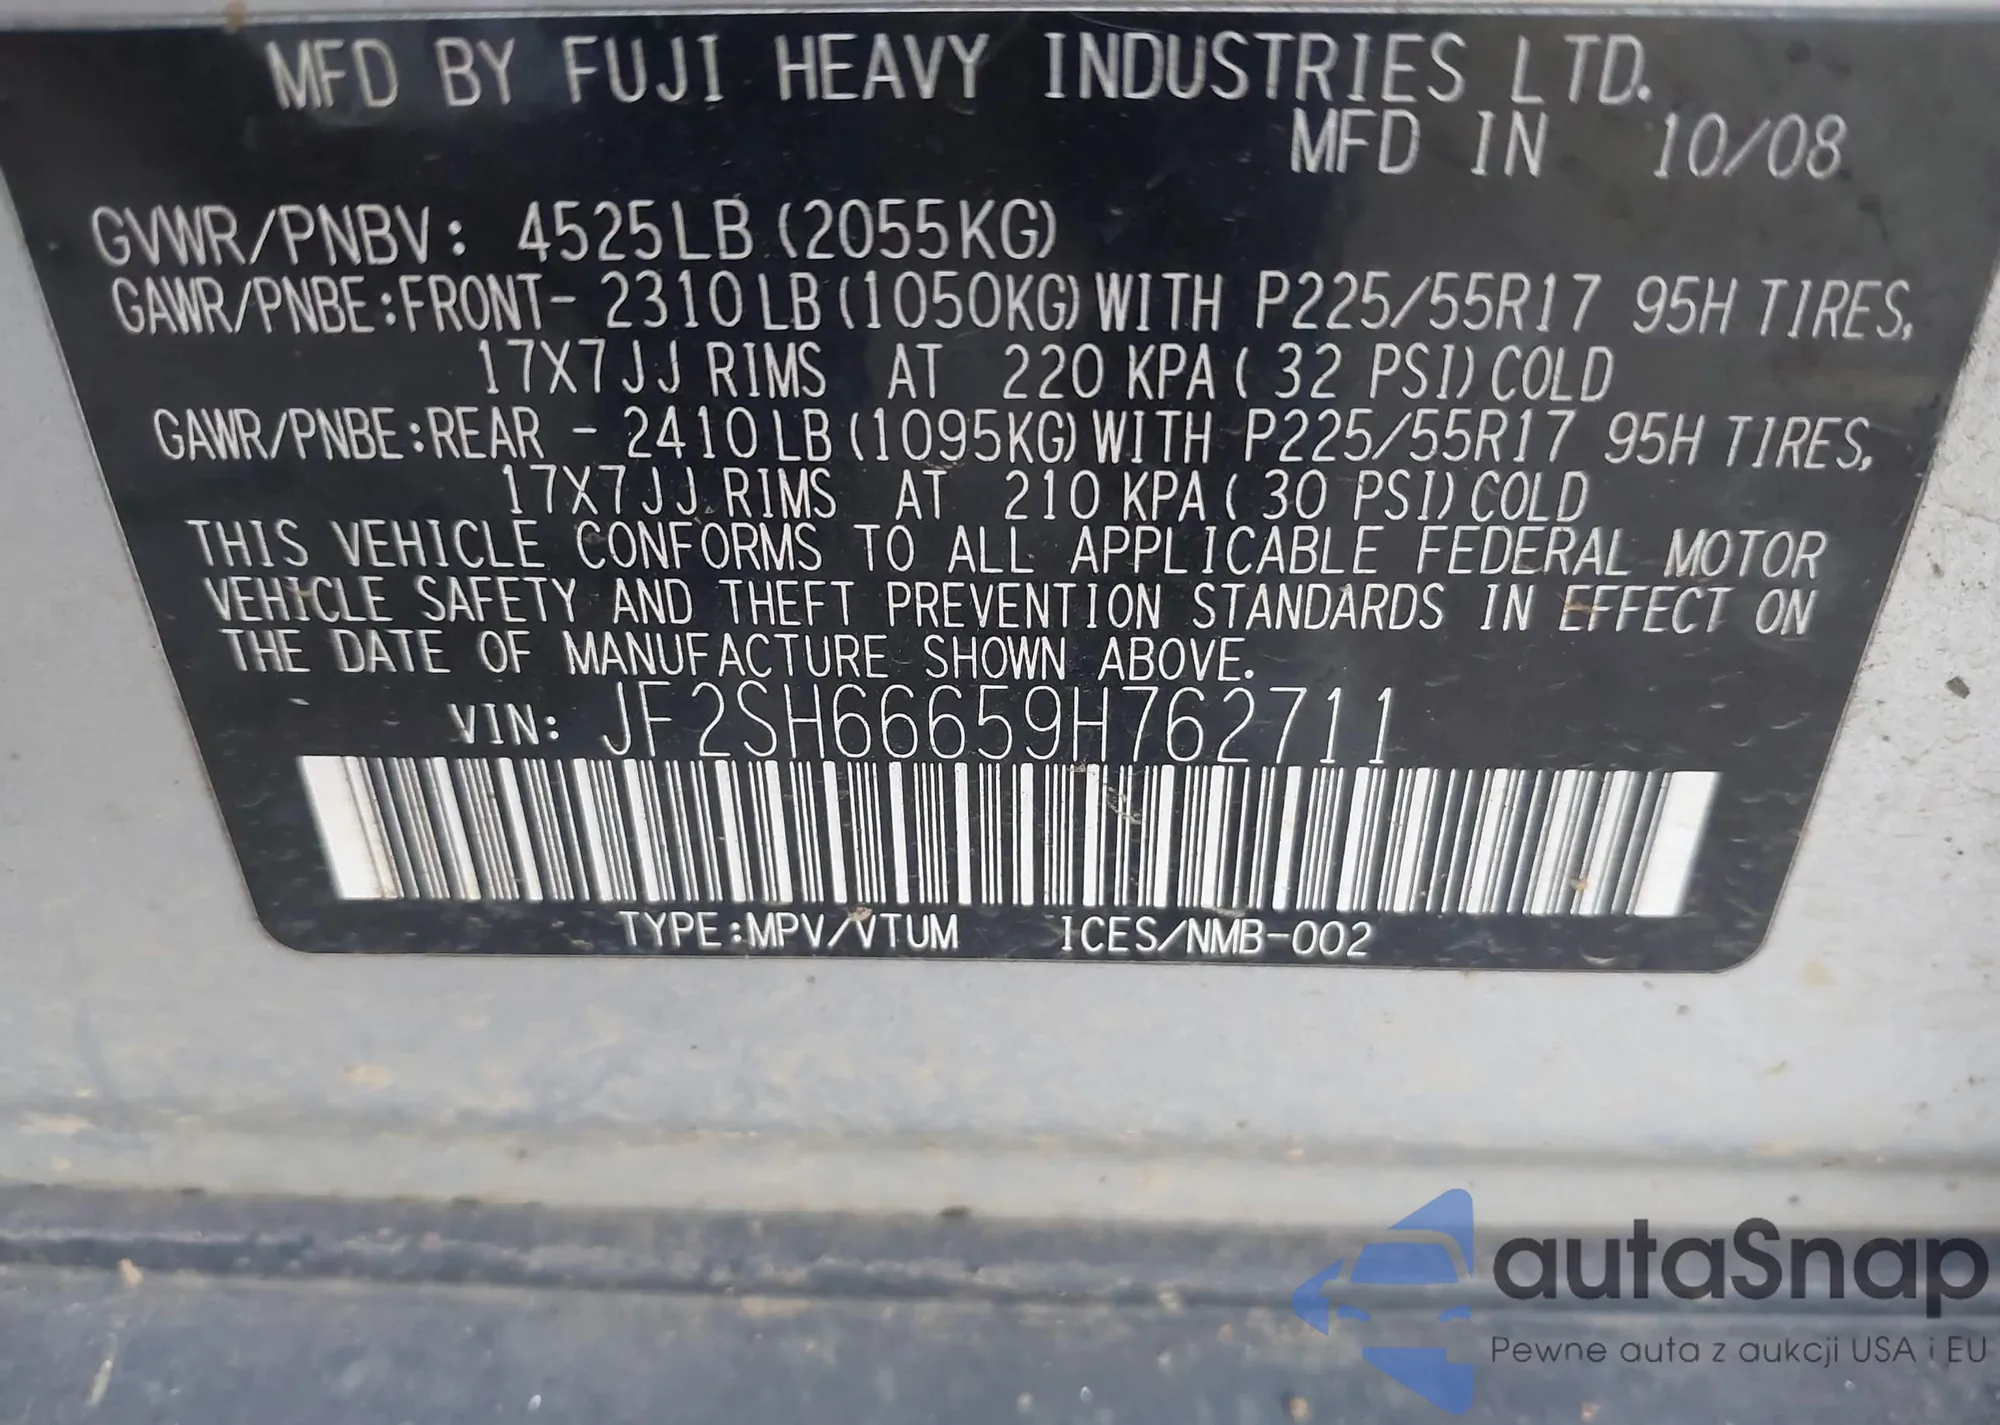 MFD BY FUJI HEAVY INDUSTRIES LTD.
MFD IN 10/08
GVWR/PNBV: 4525LB (2055KG)
GAWR/PNBE:FRONT- 2310LB (1050KG) WITH P225/55R17 95H TIRES,
17X7JJ RIMS AT 220 KPA ( 32 PSI) COLD
GAWR/PNBE:REAR - 2410LB (1095KG) WITH P225/55R17 95H TIRES,
17X7JJ RIMS AT 210 KPA ( 30 PSI) COLD
THIS VEHICLE CONFORMS TO ALL APPLICABLE FEDERAL MOTOR
VEHICLE SAFETY AND THEFT PREVENTION STANDARDS IN EFFECT ON
THE DATE OF MANUFACTURE SHOWN ABOVE.
VIN: JF2SH66659H762711
TYPE:MPV/VTUM ICES/NMB-002
autaSnap
Pewne auta z aukcji USA i EU